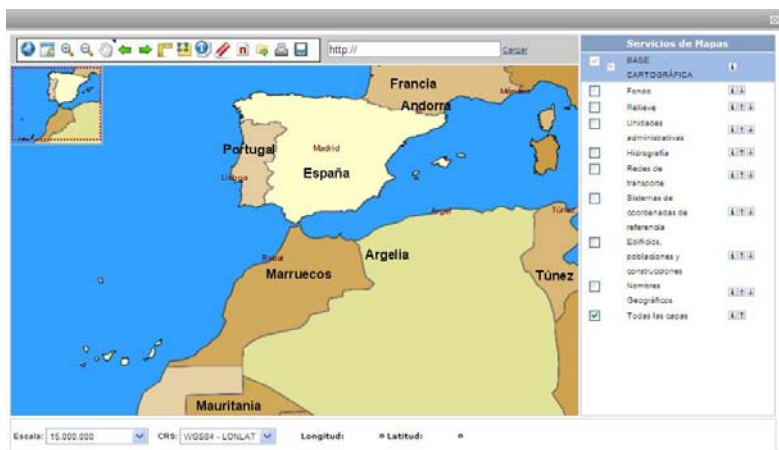 http://
Cargar
Servicios de Mapas
BASE
CARTOGRÁFICA
Fondo
Relieve
Unidades
administrativas
Hidrografía
Redes de
transporte
Sistemas de
coordenadas de
referencia
Edificios,
poblaciones y
construcciones
Nombres
Geográficos
Todas las capas
Francia
Andorra
Portugal
Madrid
España
Lisboa
Argel
Túnez
Rabat
Argelia
Marruecos
Túnez
Mauritania
Escala: 15.000.000
CRS: WGS84 - LONLAT
Longitud: º Latitud: º